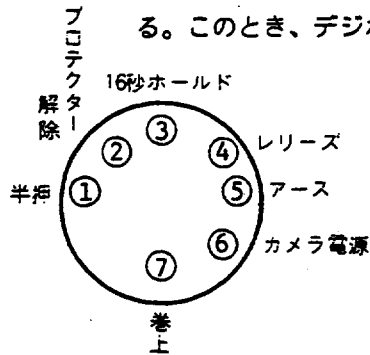 る。このとき、デジ
プロテクター
解除
16秒ホールド
③
②
④
レリーズ
半押
①
⑤
アース
⑥
カメラ電源
⑦
巻上